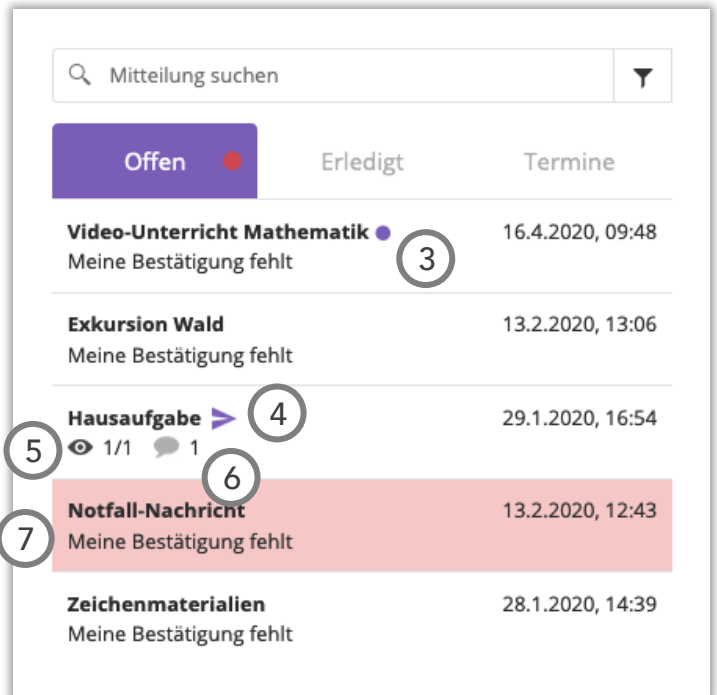 Mitteilung suchen
Offen Erledigt Termine
Video-Unterricht Mathematik 16.4.2020, 09:48
3
Meine Bestätigung fehlt
Exkursion Wald 13.2.2020, 13:06
Meine Bestätigung fehlt
Hausaufgabe 4 29.1.2020, 16:54
5 1/1 1
6
Notfall-Nachricht 13.2.2020, 12:43
7 Meine Bestätigung fehlt
Zeichenmaterialien 28.1.2020, 14:39
Meine Bestätigung fehlt